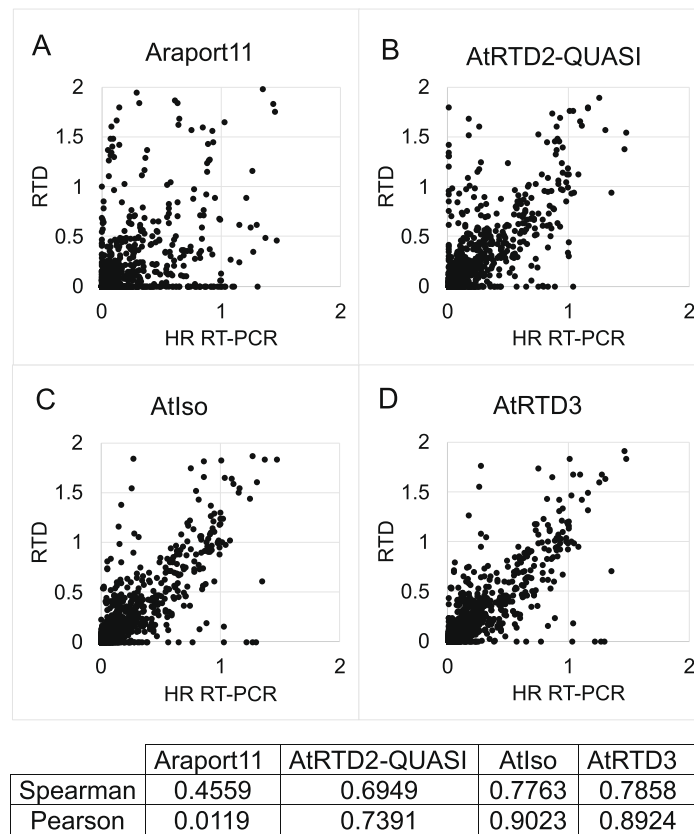 A
Araport11
2
1.5
1
0.5
0
RTD
0 1 2
HR RT-PCR
B
AtRTD2-QUASI
2
1.5
1
0.5
0
RTD
0 1 2
HR RT-PCR
C
AtIso
2
1.5
1
0.5
0
RTD
0 1 2
HR RT-PCR
D
AtRTD3
2
1.5
1
0.5
0
RTD
0 1 2
HR RT-PCR
Araport11 AtRTD2-QUASI AtIso AtRTD3
Spearman 0.4559 0.6949 0.7763 0.7858
Pearson 0.0119 0.7391 0.9023 0.8924